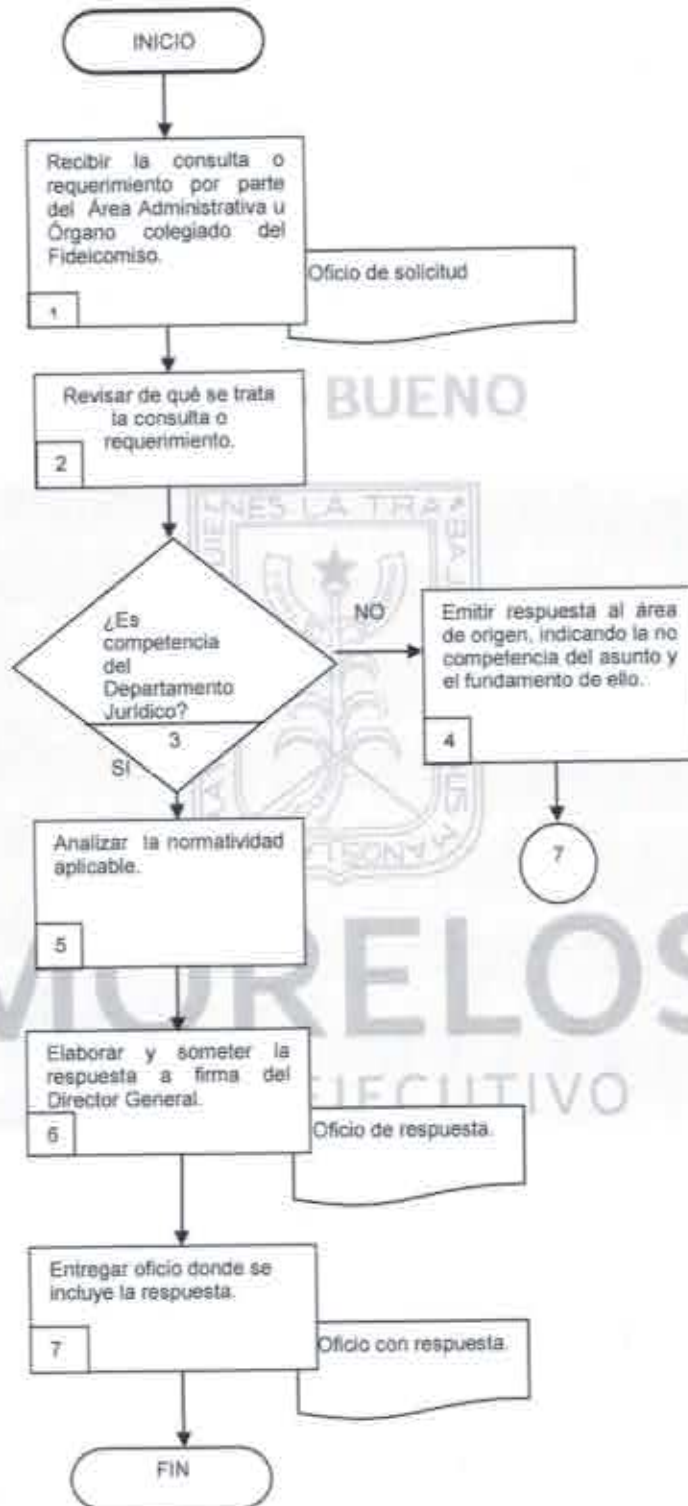 INICIO
Recibir la consulta o
requerimiento por parte
del Área Administrativa u
Órgano colegiado del
Fideicomiso.
1
Oficio de solicitud
Revisar de qué se trata
la consulta o
requerimiento.
2
BUENO
¿Es
competencia
del
Departamento
Jurídico?
3
SÍ
NO
Emitir respuesta al área
de origen, indicando la no
competencia del asunto y
el fundamento de ello.
4
7
Analizar la normatividad
aplicable.
5
MORELOS
EJECUTIVO
Elaborar y someter la
respuesta a firma del
Director General.
6
Oficio de respuesta.
Entregar oficio donde se
incluye la respuesta.
7
Oficio con respuesta.
FIN